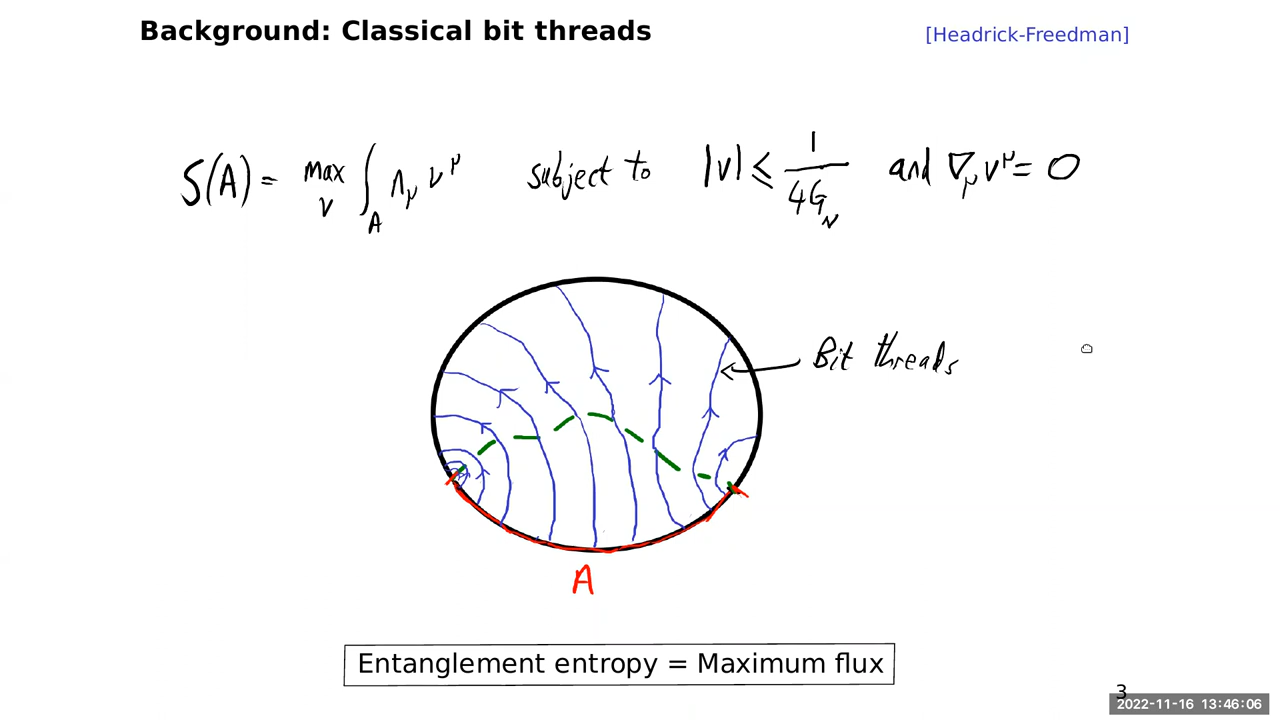 Background: Classical bit threads
[Headrick-Freedman]
S(A) = max_v ∫_A n_μ v^μ subject to |v| ≤ 1/4G_N and ∇_μ v^μ = 0
Bit threads
A
Entanglement entropy = Maximum flux
3
2022-11-16 13:46:06